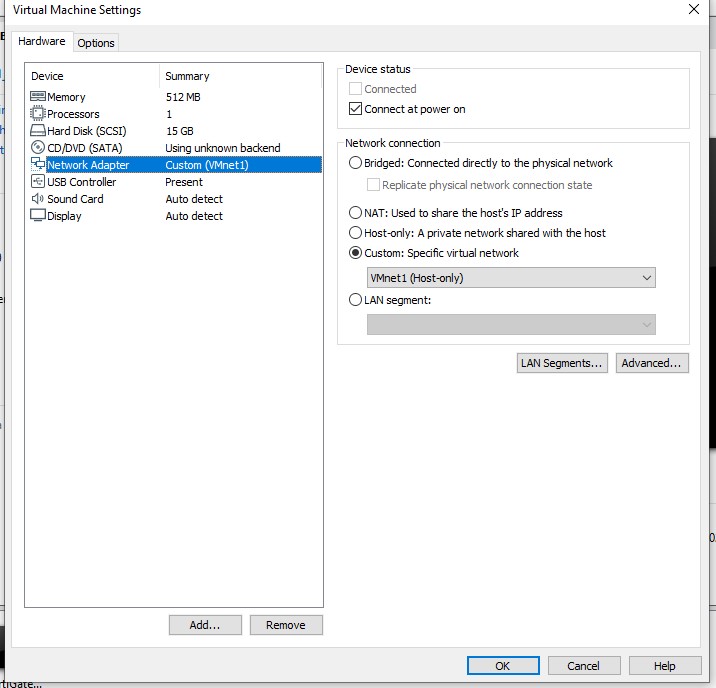 Virtual Machine Settings
Hardware Options
Device Summary
Memory 512 MB
Processors 1
Hard Disk (SCSI) 15 GB
CD/DVD (SATA) Using unknown backend
Network Adapter Custom (VMnet1)
USB Controller Present
Sound Card Auto detect
Display Auto detect
Add... Remove
Device status
Connected
Connect at power on
Network connection
Bridged: Connected directly to the physical network
Replicate physical network connection state
NAT: Used to share the host's IP address
Host-only: A private network shared with the host
Custom: Specific virtual network
VMnet1 (Host-only)
LAN segment:
LAN Segments... Advanced...
OK Cancel Help